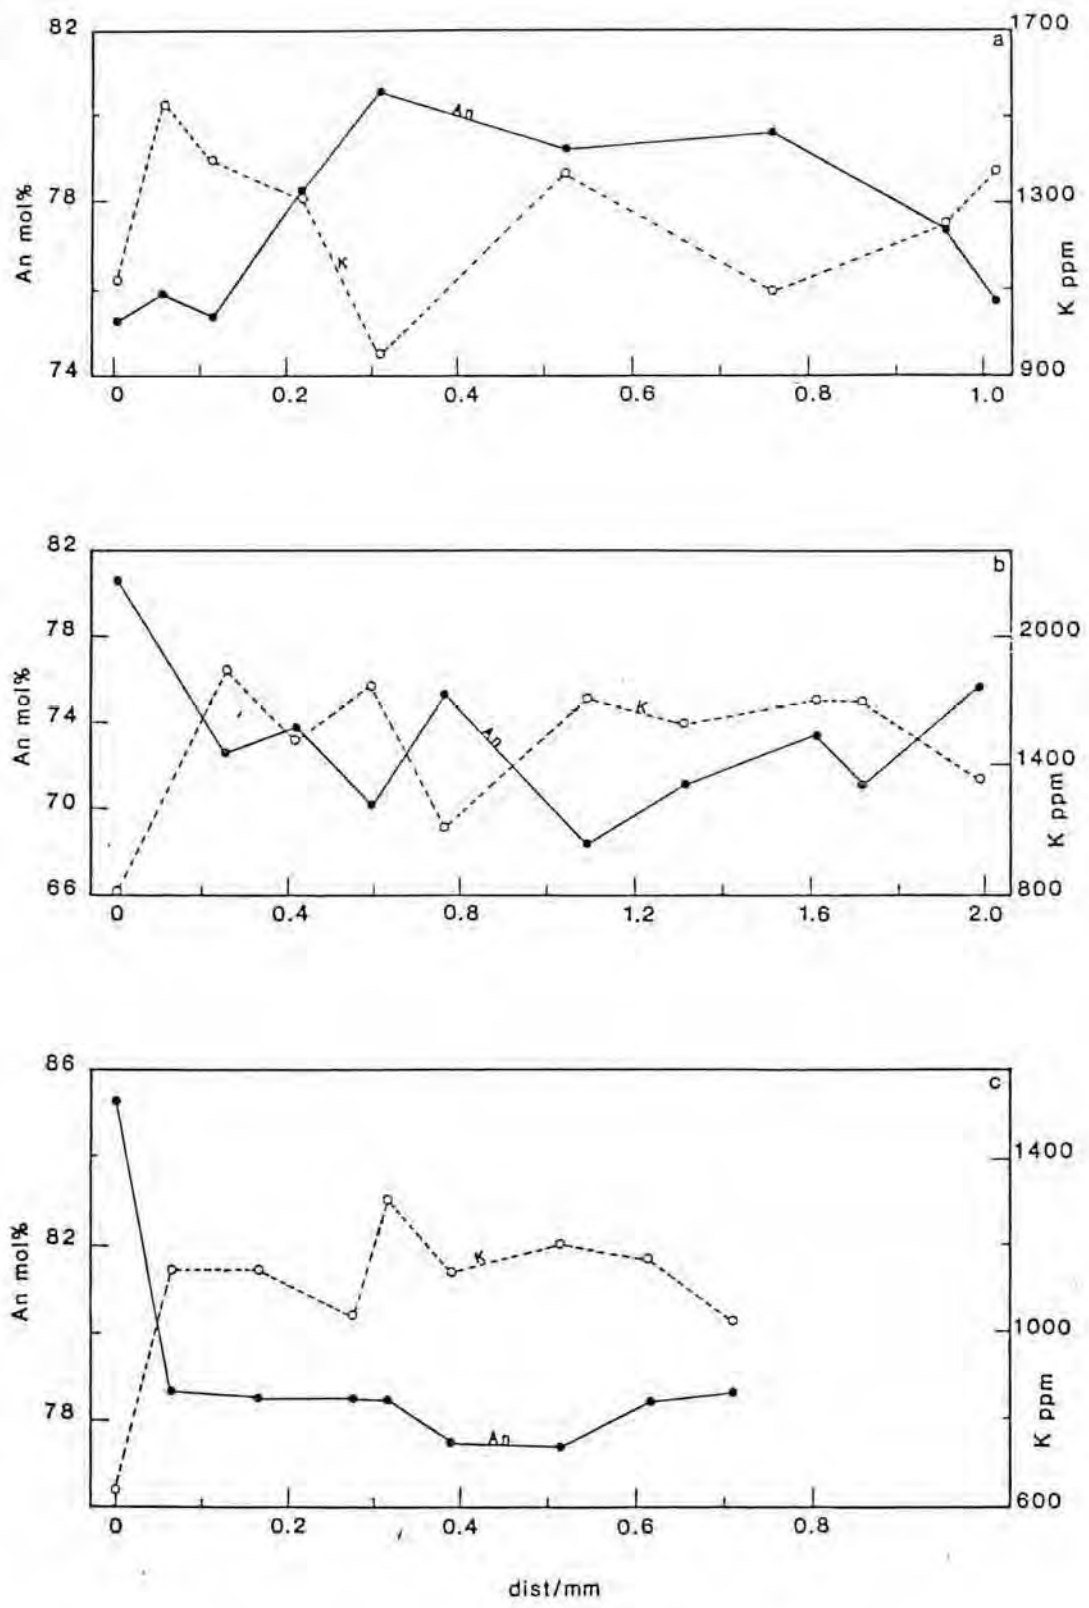 82
1700
a
An
An mol%
78
1300
K
K ppm
74
900
0 0.2 0.4 0.6 0.8 1.0
82
b
78
2000
An mol%
74
K
An
1400
70
K ppm
66
800
0 0.4 0.8 1.2 1.6 2.0
86
c
1400
82
K
An mol%
1000
78
An
K ppm
600
0 0.2 0.4 0.6 0.8
dist/mm